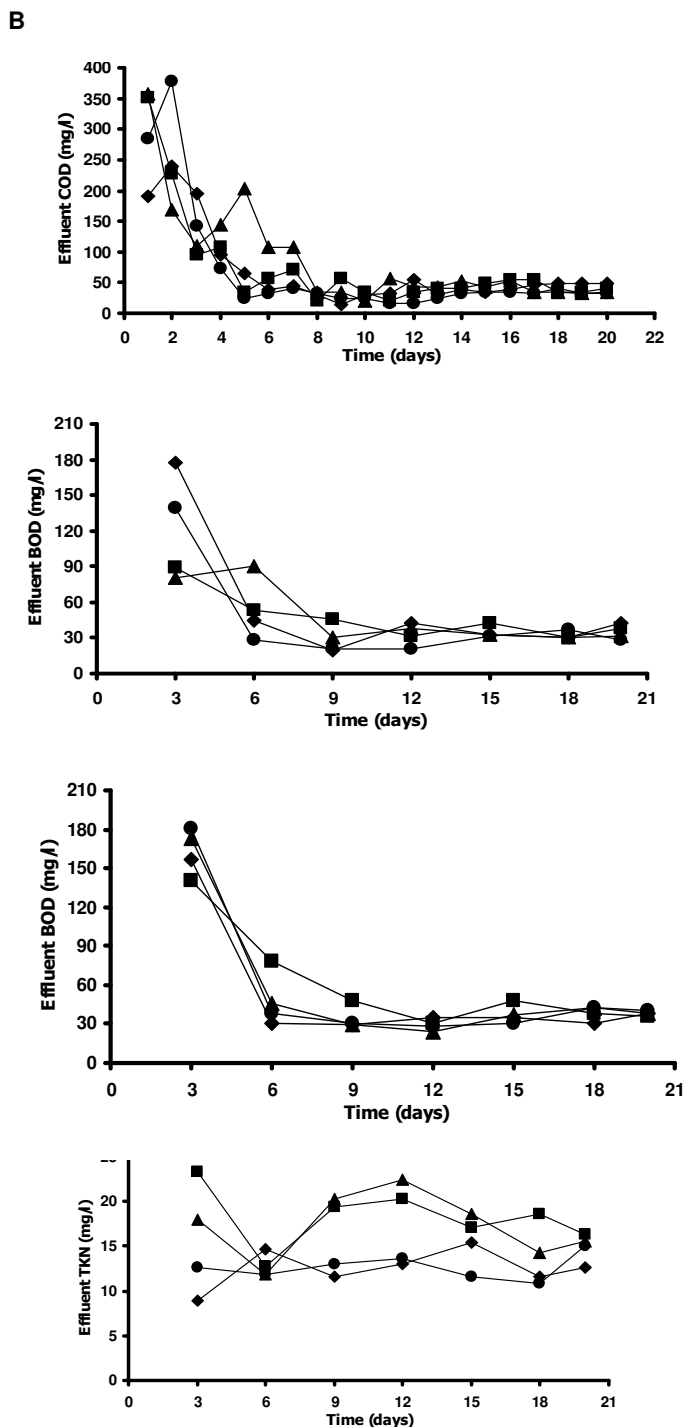 B
Effluent COD (mg/l)
400
350
300
250
200
150
100
50
0
0 2 4 6 8 10 12 14 16 18 20 22
Time (days)
Effluent BOD (mg/l)
210
180
150
120
90
60
30
0
0 3 6 9 12 15 18 21
Time (days)
Effluent BOD (mg/l)
210
180
150
120
90
60
30
0
0 3 6 9 12 15 18 21
Time (days)
Effluent TKN (mg/l)
20
15
10
5
0
0 3 6 9 12 15 18 21
Time (days)